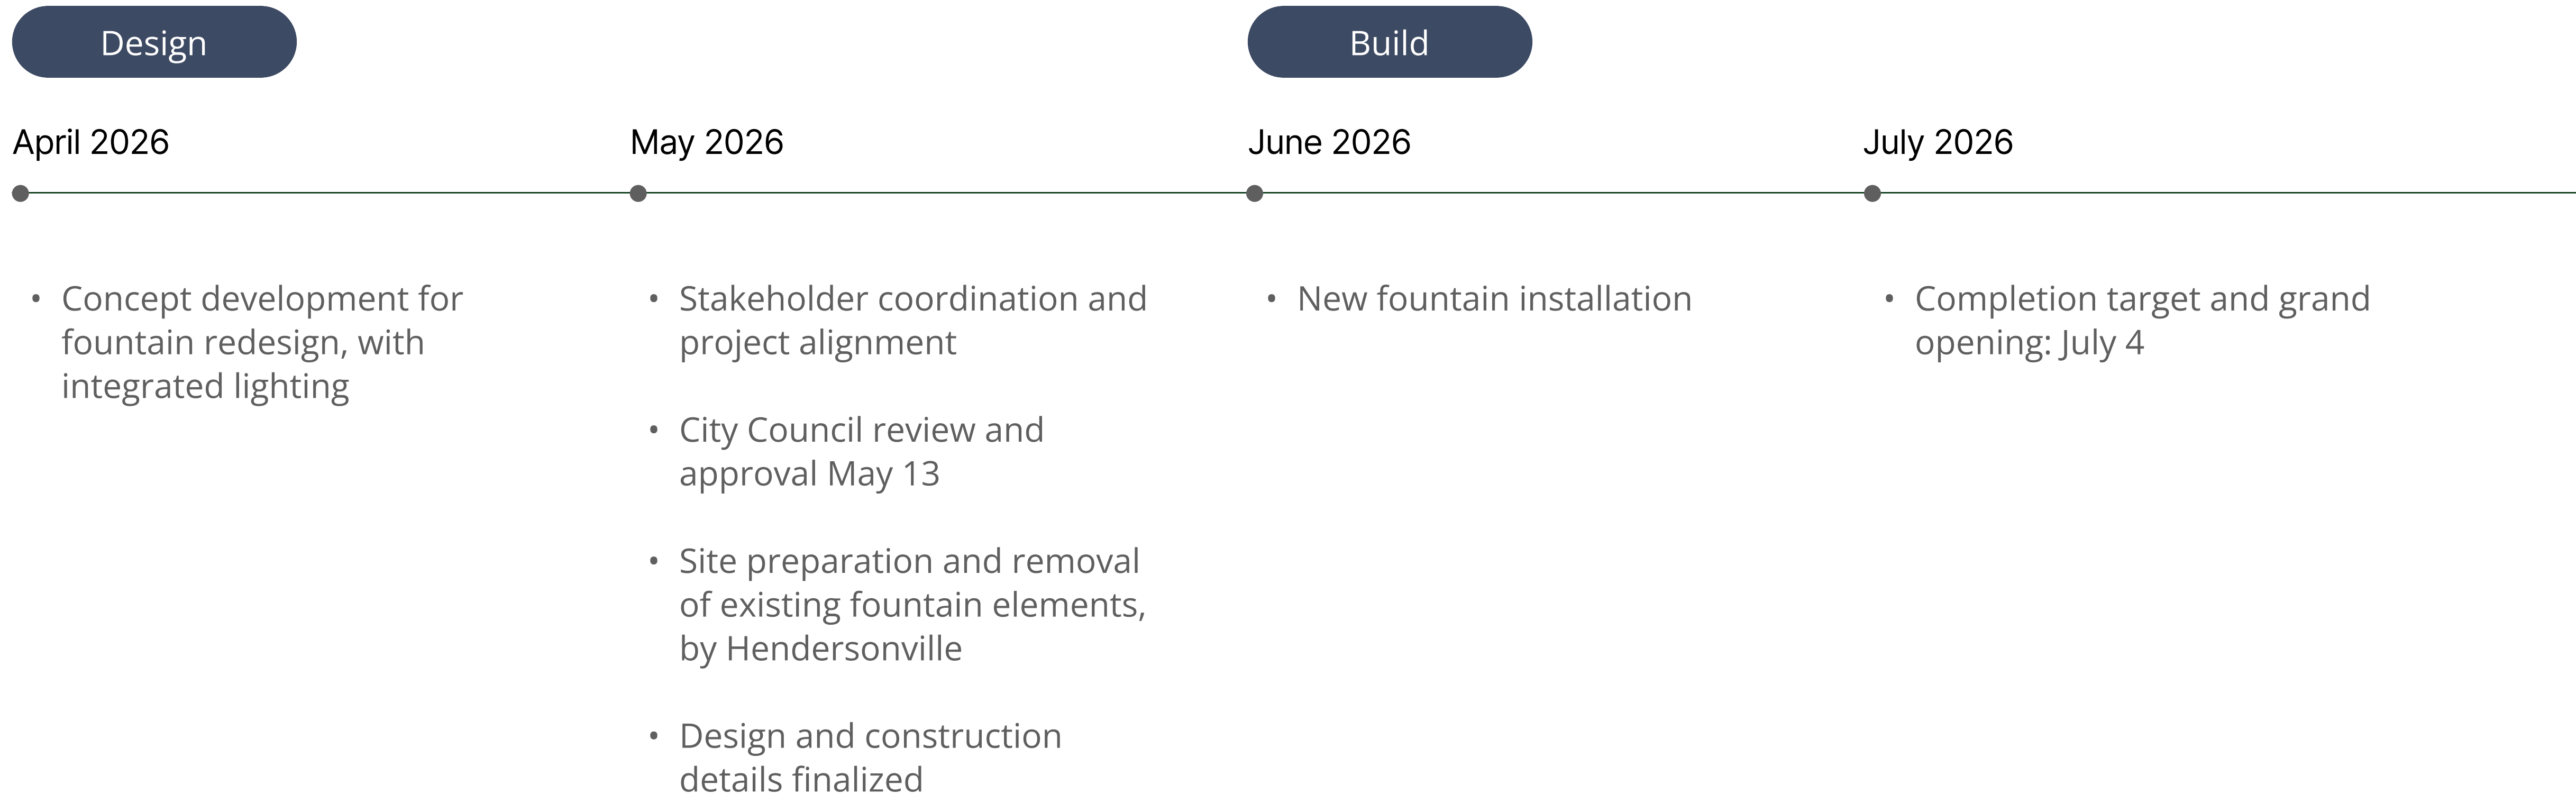 Design
Build
April 2026
May 2026
June 2026
July 2026
• Concept development for
fountain redesign, with
integrated lighting
• Stakeholder coordination and
project alignment
• City Council review and
approval May 13
• Site preparation and removal
of existing fountain elements,
by Hendersonville
• Design and construction
details finalized
• New fountain installation
• Completion target and grand
opening: July 4